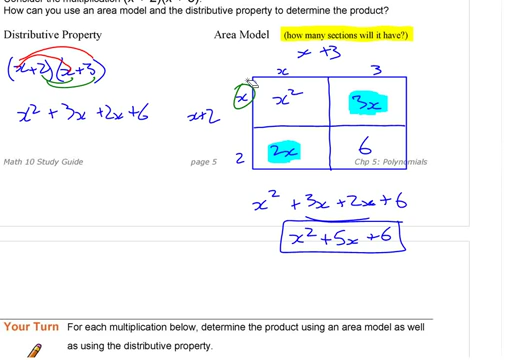 How can you use an area model and the distributive property to determine the product?
Distributive Property
Area Model (how many sections will it have?)
x +3
(x+2)(x+3)
x 3
x x² 3x
x² + 3x +2x +6
x+2
2 2x 6
Math 10 Study Guide page 5 Chp 5: Polynomials
x² +3x +2x +6
x² +5x +6
Your Turn For each multiplication below, determine the product using an area model as well
as using the distributive property.